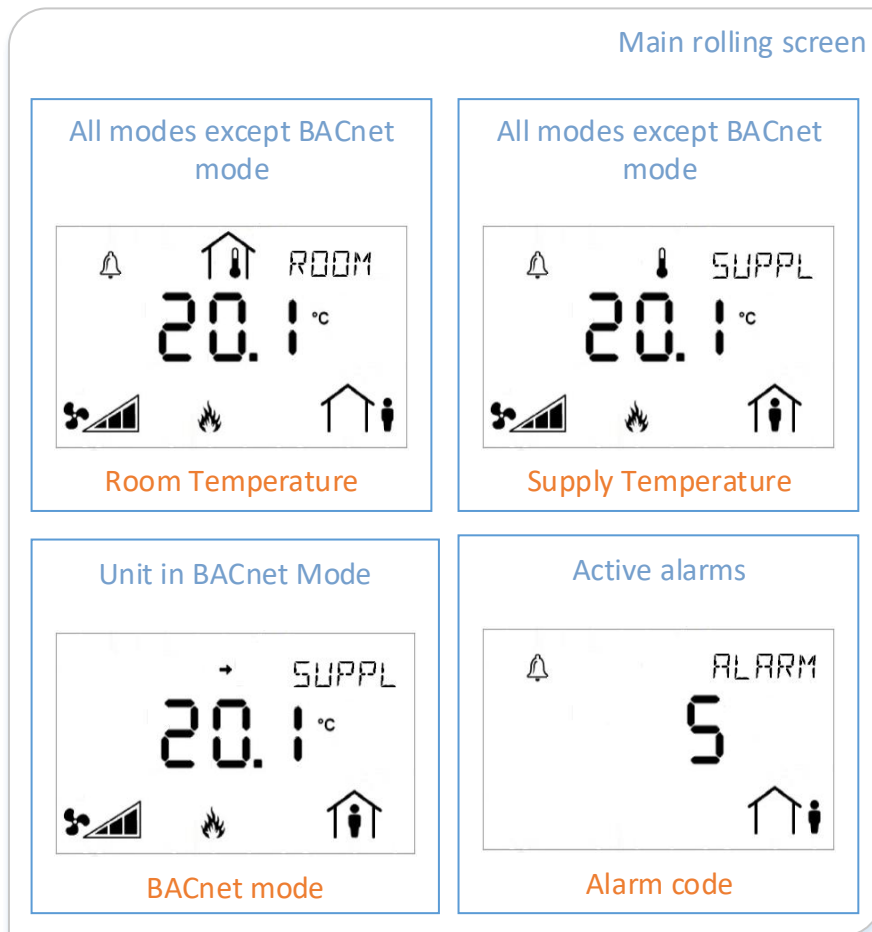 Main rolling screen
All modes except BACnet
mode
ROOM
20.1 °C
Room Temperature
All modes except BACnet
mode
SUPPL
20.1 °C
Supply Temperature
Unit in BACnet Mode
SUPPL
20.1 °C
BACnet mode
Active alarms
ALARM
5
Alarm code